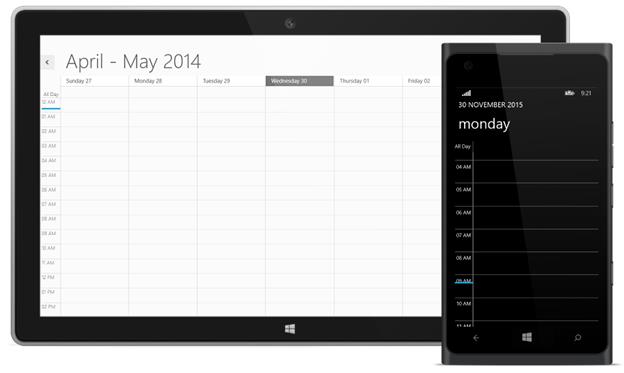 April - May 2014
Sunday 27 Monday 28 Tuesday 29 Wednesday 30 Thursday 01 Friday 02
All Day
12 AM
01 AM
02 AM
03 AM
04 AM
05 AM
06 AM
07 AM
08 AM
09 AM
10 AM
11 AM
12 PM
01 PM
02 PM
9:21
30 NOVEMBER 2015
monday
All Day
04 AM
05 AM
06 AM
07 AM
08 AM
09 AM
10 AM
11 AM